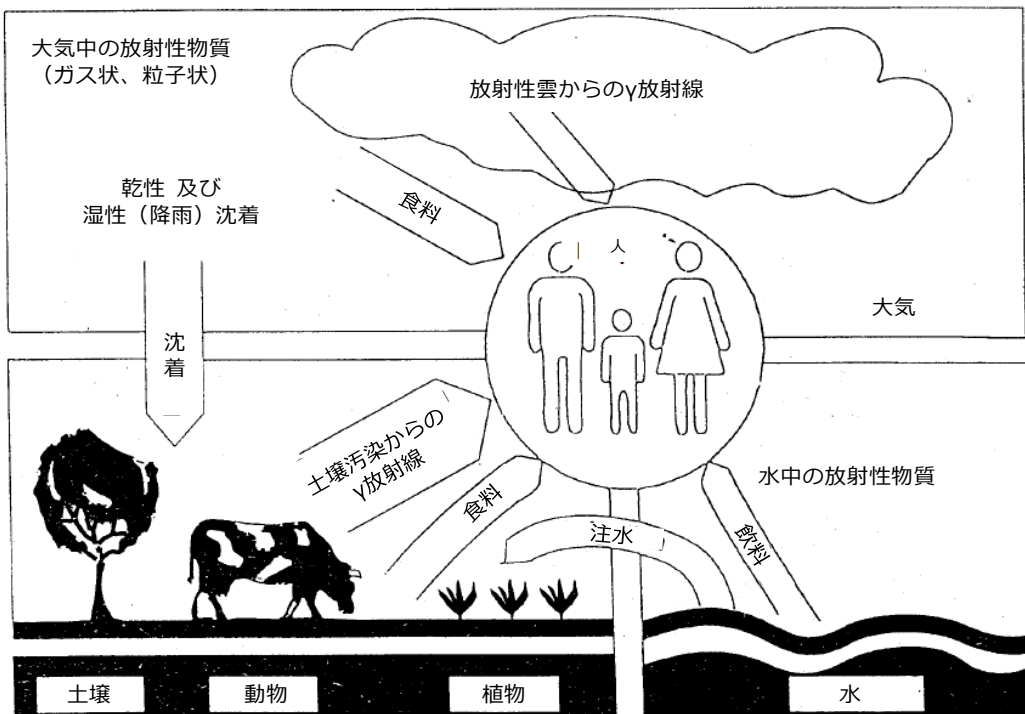 大気中の放射性物質
（ガス状、粒子状）
放射性雲からのγ放射線
乾性 及び
湿性（降雨）沈着
食料
人
大気
沈
着
土壌汚染からの
γ放射線
食料
水中の放射性物質
注水
飲料
土壌
動物
植物
水